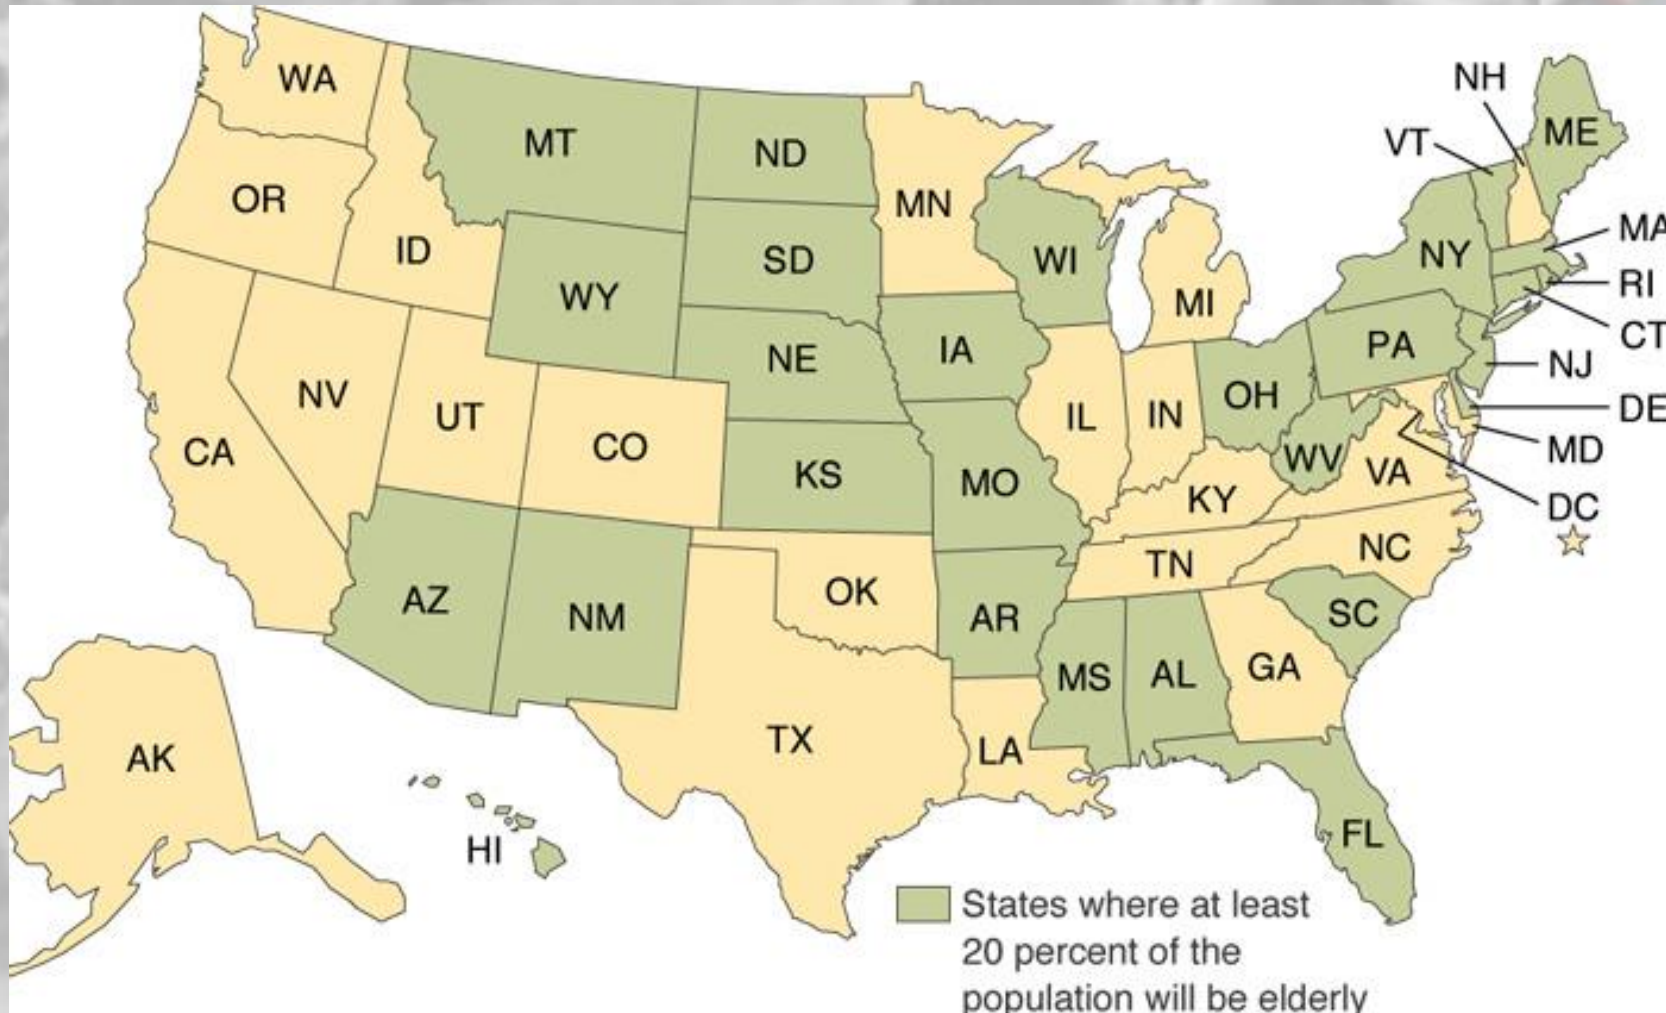 WA
MT
ND
MN
NH
VT
ME
OR
ID
SD
WI
MI
NY
MA
RI
CT
WY
NE
IA
PA
NJ
DE
MD
DC
NV
UT
CO
CA
KS
MO
IL
IN
OH
WV
VA
KY
NC
TN
AZ
NM
OK
AR
SC
MS
AL
GA
TX
LA
FL
AK
HI
States where at least
20 percent of the
population will be elderly